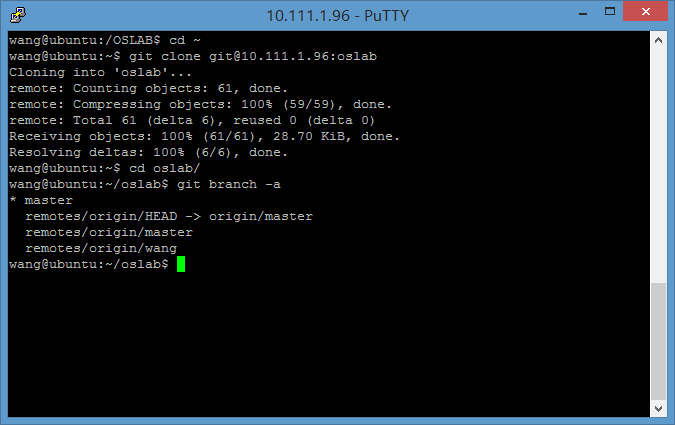 10.111.1.96 - PuTTY
wang@ubuntu:/OSLAB$ cd ~
wang@ubuntu:~$ git clone git@10.111.1.96:oslab
Cloning into 'oslab'...
remote: Counting objects: 61, done.
remote: Compressing objects: 100% (59/59), done.
remote: Total 61 (delta 6), reused 0 (delta 0)
Receiving objects: 100% (61/61), 28.70 KiB, done.
Resolving deltas: 100% (6/6), done.
wang@ubuntu:~$ cd oslab/
wang@ubuntu:~/oslab$ git branch -a
* master
  remotes/origin/HEAD -> origin/master
  remotes/origin/master
  remotes/origin/wang
wang@ubuntu:~/oslab$